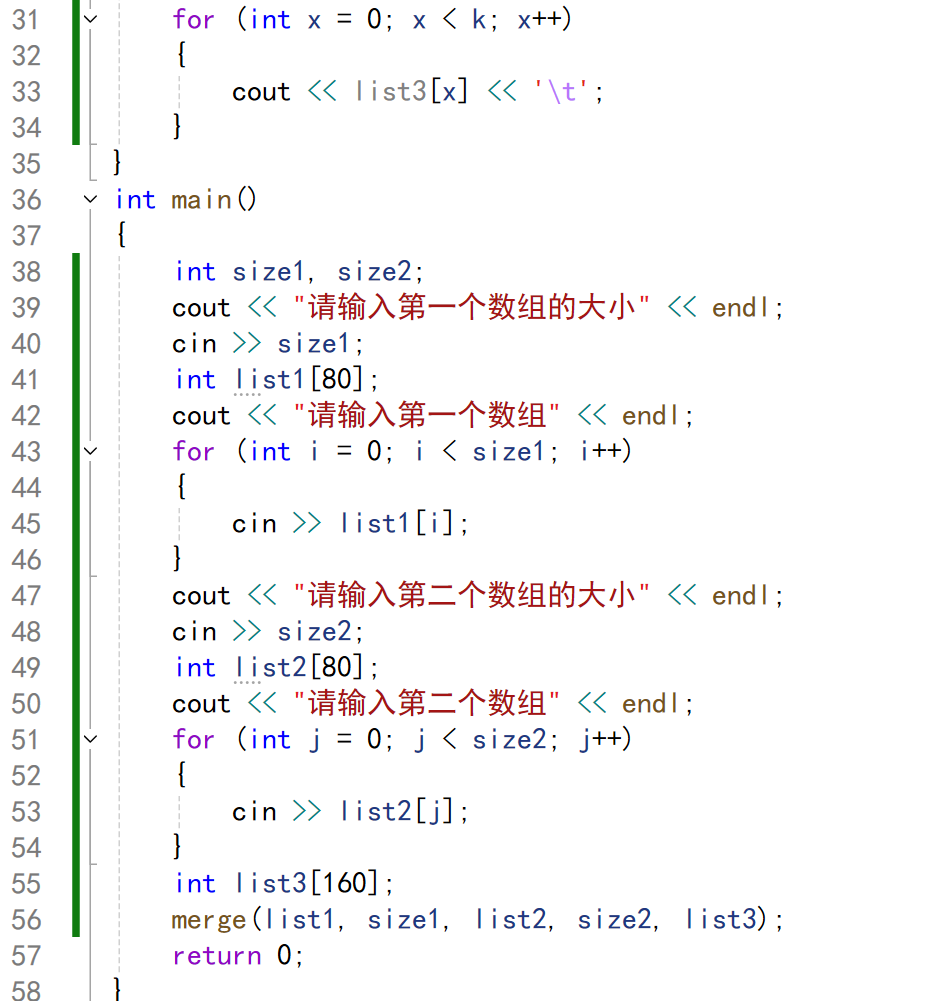 31 for (int x = 0; x < k; x++)
32 {
33 cout << list3[x] << '\t';
34 }
35 }
36 int main()
37 {
38 int size1, size2;
39 cout << "请输入第一个数组的大小" << endl;
40 cin >> size1;
41 int list1[80];
42 cout << "请输入第一个数组" << endl;
43 for (int i = 0; i < size1; i++)
44 {
45 cin >> list1[i];
46 }
47 cout << "请输入第二个数组的大小" << endl;
48 cin >> size2;
49 int list2[80];
50 cout << "请输入第二个数组" << endl;
51 for (int j = 0; j < size2; j++)
52 {
53 cin >> list2[j];
54 }
55 int list3[160];
56 merge(list1, size1, list2, size2, list3);
57 return 0;
58 }